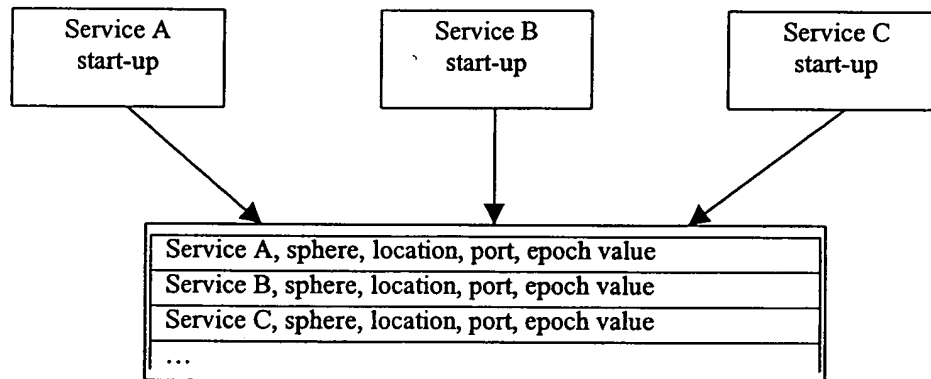 Service A
start-up
Service B
start-up
Service C
start-up
Service A, sphere, location, port, epoch value
Service B, sphere, location, port, epoch value
Service C, sphere, location, port, epoch value
...